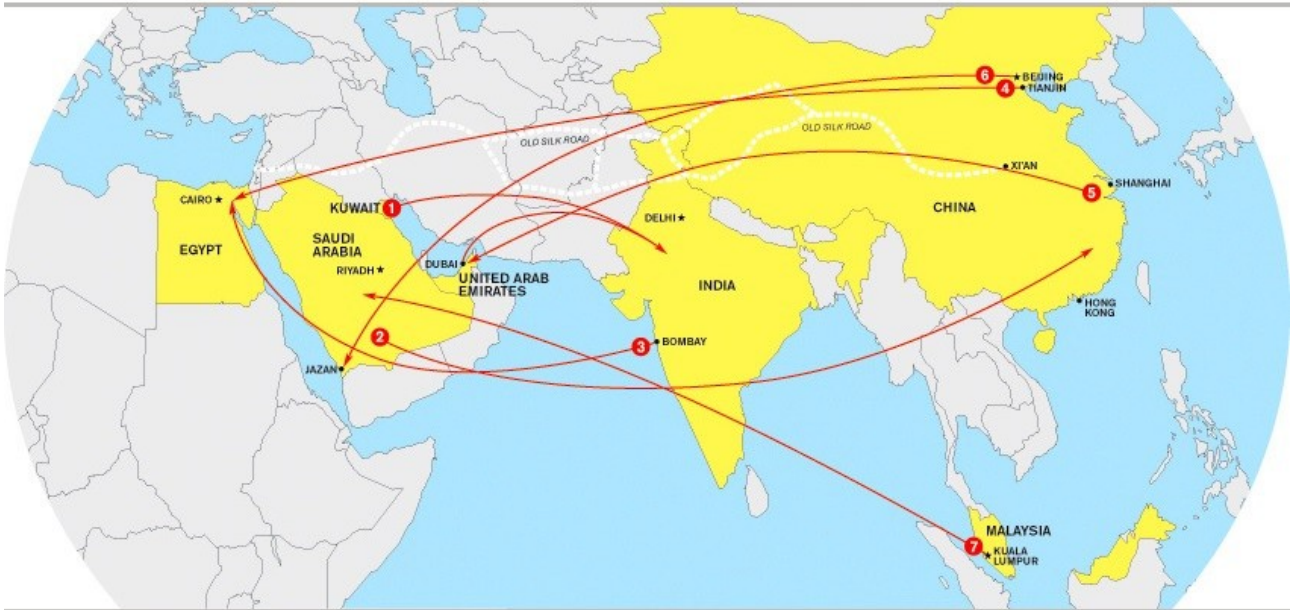 6
BEIJING
4
TIANJIN
OLD SILK ROAD
OLD SILK ROAD
XI'AN
5
SHANGHAI
CAIRO
KUWAIT
1
CHINA
DELHI
EGYPT
SAUDI
ARABIA
RIYADH
DUBAI
UNITED ARAB
EMIRATES
INDIA
HONG
KONG
2
3
BOMBAY
JAZAN
MALAYSIA
7
KUALA
LUMPUR